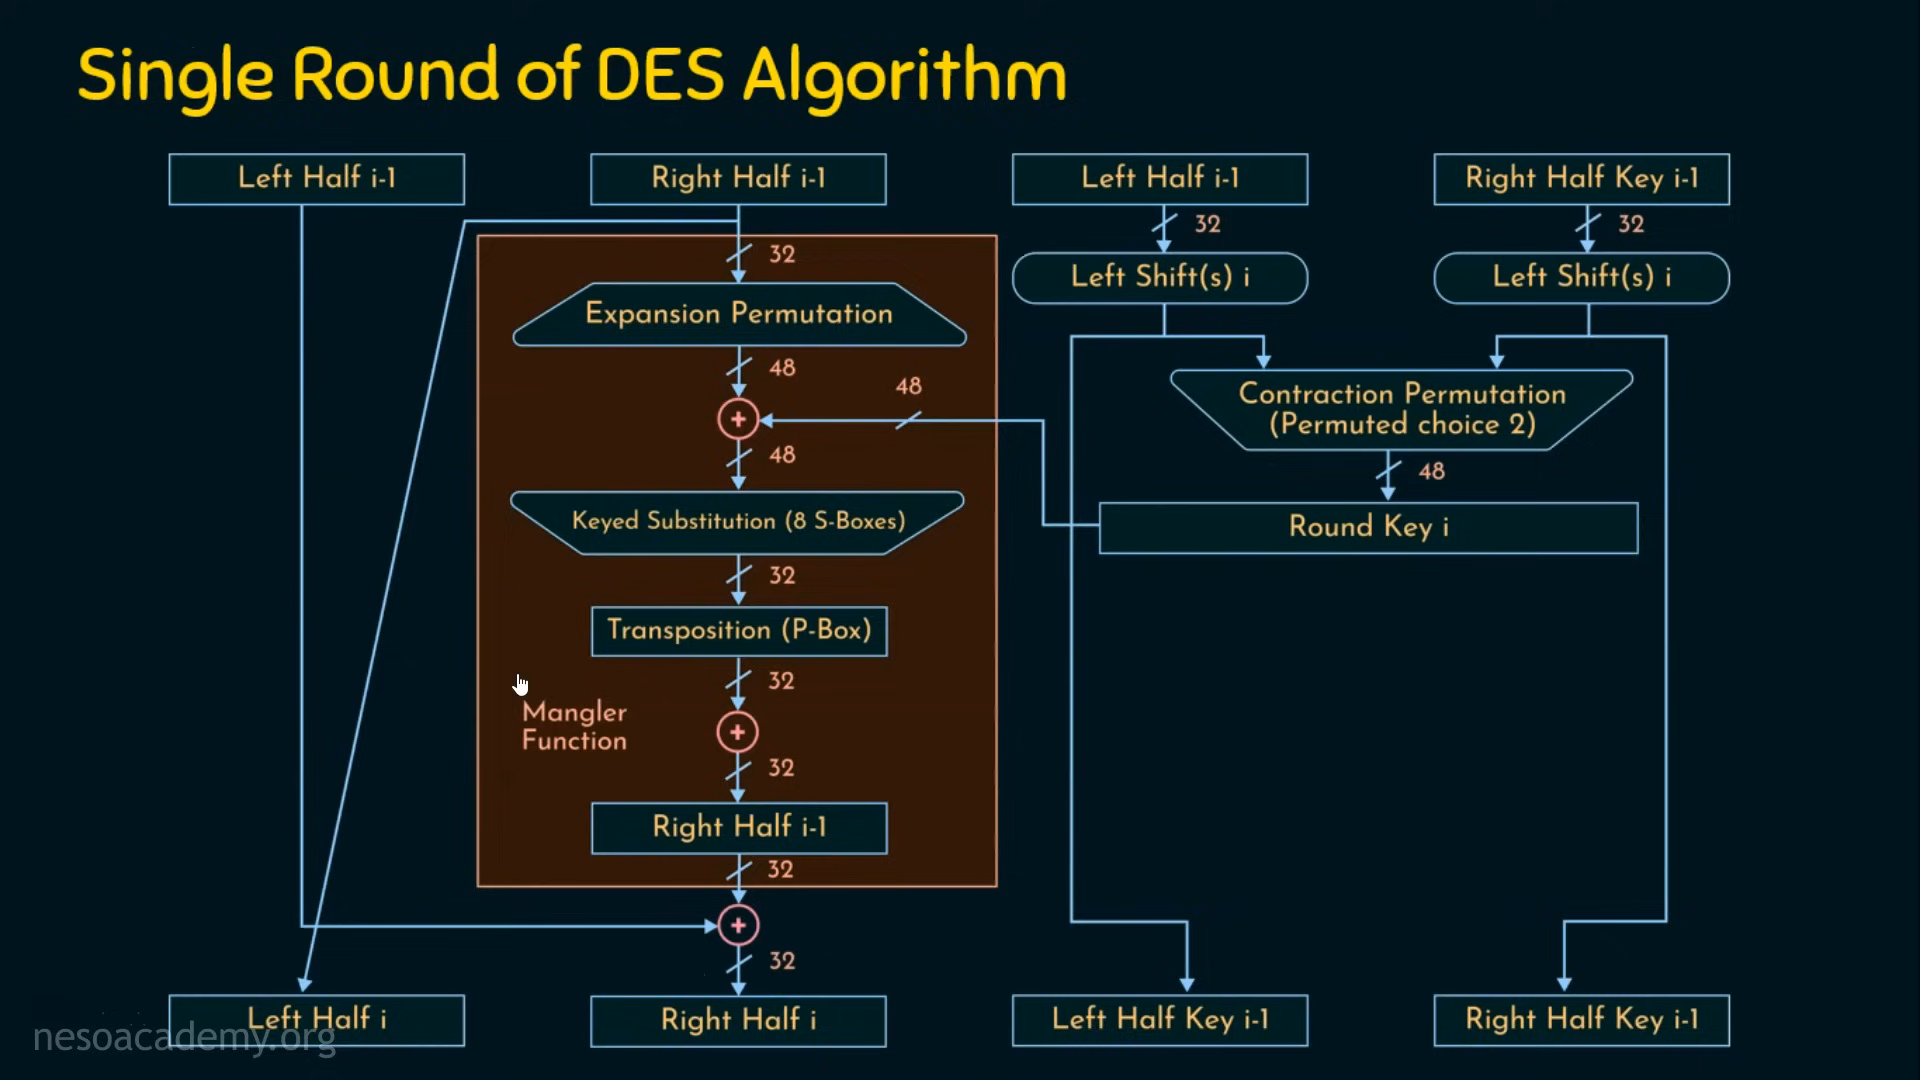 Single Round of DES Algorithm
Left Half i-1
Right Half i-1
Left Half i-1
Right Half Key i-1
32
32
32
Left Shift(s) i
Left Shift(s) i
Expansion Permutation
48
48
Contraction Permutation
(Permuted choice 2)
+
48
48
Keyed Substitution (8 S-Boxes)
Round Key i
32
Transposition (P-Box)
32
Mangler
Function
+
32
Right Half i-1
32
+
32
Left Half i
Right Half i
Left Half Key i-1
Right Half Key i-1
nesoacademy.org